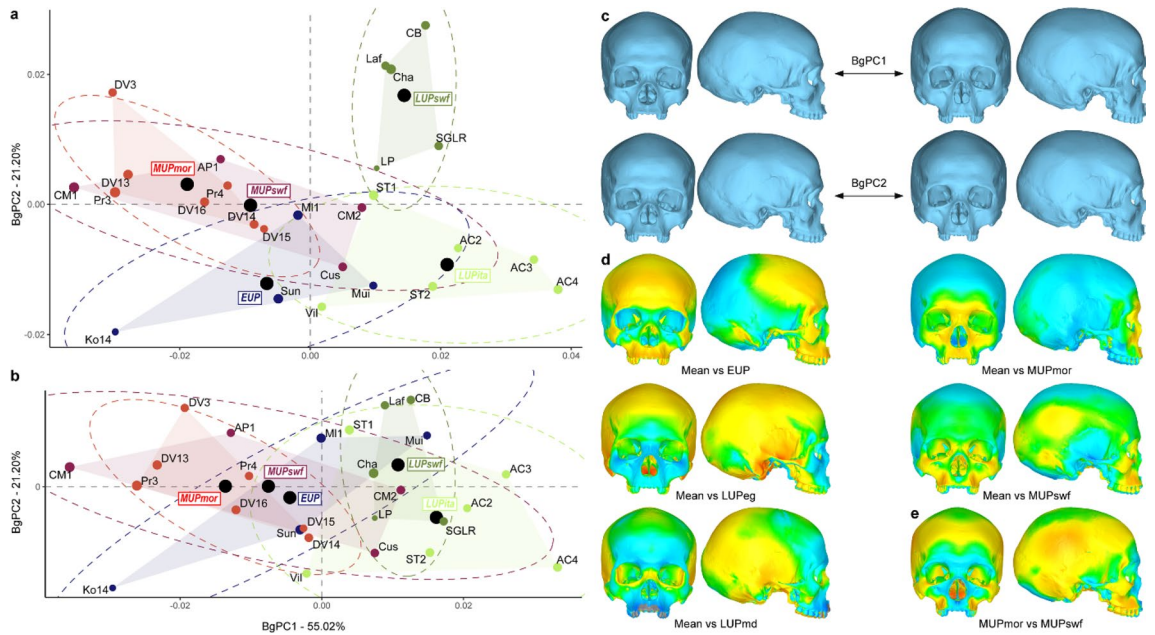 a
BgPC2 - 21.20%
0.02
0.00
-0.02
CB
Laf
Cha
LUPswf
SGLR
LP
DV3
MUPmor
AP1
MUPswf
DV13
CM1
Pr3
Pr4
DV16
DV14
DV15
MI1
ST1
CM2
AC2
LUPita
AC3
AC4
ST2
Cus
Mui
EUP
Sun
Vil
Ko14
-0.02
0.00
0.02
0.04
b
BgPC2 - 21.20%
0
DV3
AP1
MI1
ST1
Laf
CB
Mui
DV13
CM1
MUPswf
Pr3
Pr4
MUPmor
EUP
DV16
Cha
LUPswf
CM2
AC3
LUPita
AC2
LP
SGLR
DV15
Sun
DV14
Cus
ST2
AC4
Vil
Ko14
-0.02
0.00
0.02
BgPC1 - 55.02%
c
BgPC1
BgPC2
d
Mean vs EUP
Mean vs MUPmor
Mean vs LUPeg
Mean vs MUPswf
Mean vs LUPmd
e
MUPmor vs MUPswf